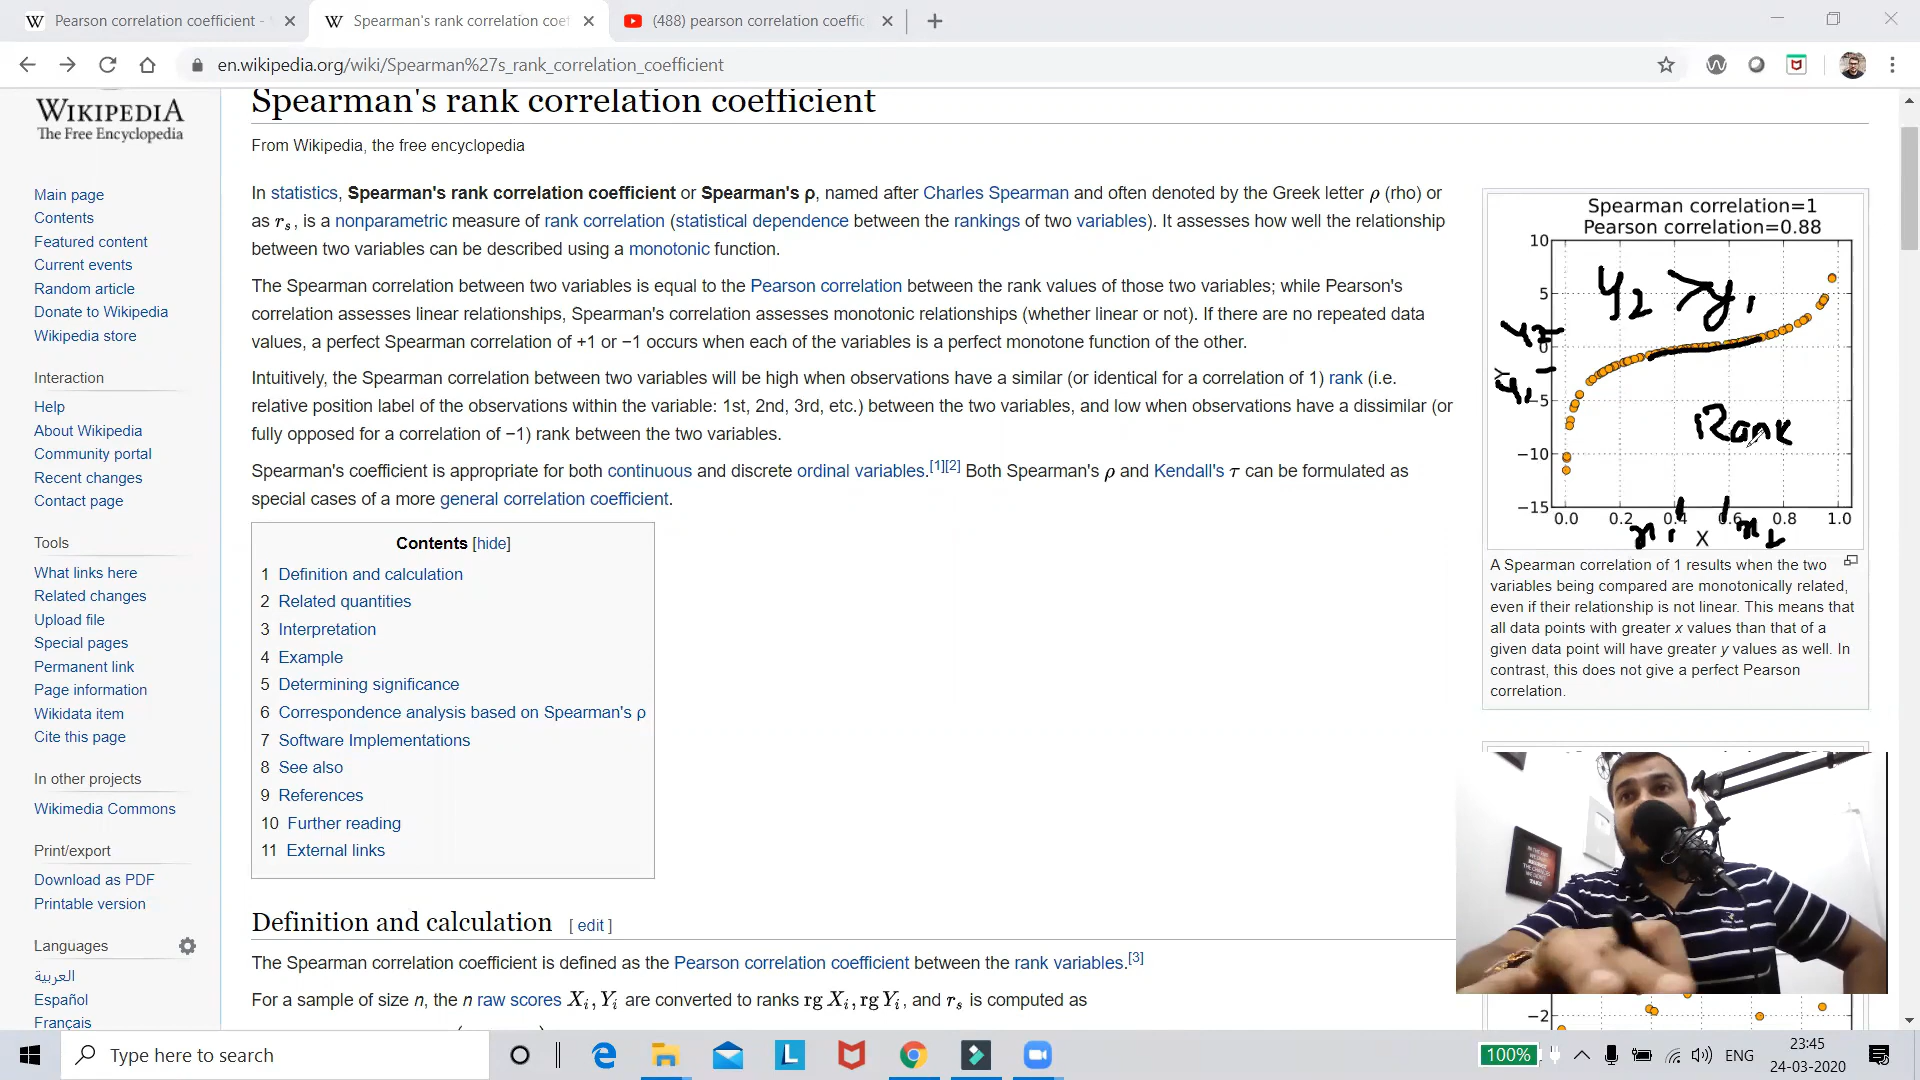 Pearson correlation coefficient -
Spearman's rank correlation coef
(488) pearson correlation coeffic
en.wikipedia.org/wiki/Spearman%27s_rank_correlation_coefficient
WIKIPEDIA
The Free Encyclopedia
Main page
Contents
Featured content
Current events
Random article
Donate to Wikipedia
Wikipedia store
Interaction
Help
About Wikipedia
Community portal
Recent changes
Contact page
Tools
What links here
Related changes
Upload file
Special pages
Permanent link
Page information
Wikidata item
Cite this page
In other projects
Wikimedia Commons
Print/export
Download as PDF
Printable version
Languages
العربية
Español
Français
Spearman's rank correlation coefficient
From Wikipedia, the free encyclopedia
In statistics, Spearman's rank correlation coefficient or Spearman's ρ, named after Charles Spearman and often denoted by the Greek letter ρ (rho) or
as rₛ, is a nonparametric measure of rank correlation (statistical dependence between the rankings of two variables). It assesses how well the relationship
between two variables can be described using a monotonic function.
The Spearman correlation between two variables is equal to the Pearson correlation between the rank values of those two variables; while Pearson's
correlation assesses linear relationships, Spearman's correlation assesses monotonic relationships (whether linear or not). If there are no repeated data
values, a perfect Spearman correlation of +1 or −1 occurs when each of the variables is a perfect monotone function of the other.
Intuitively, the Spearman correlation between two variables will be high when observations have a similar (or identical for a correlation of 1) rank (i.e.
relative position label of the observations within the variable: 1st, 2nd, 3rd, etc.) between the two variables, and low when observations have a dissimilar (or
fully opposed for a correlation of −1) rank between the two variables.
Spearman's coefficient is appropriate for both continuous and discrete ordinal variables.[1][2] Both Spearman's ρ and Kendall's τ can be formulated as
special cases of a more general correlation coefficient.
Contents [hide]
1 Definition and calculation
2 Related quantities
3 Interpretation
4 Example
5 Determining significance
6 Correspondence analysis based on Spearman's ρ
7 Software Implementations
8 See also
9 References
10 Further reading
11 External links
Definition and calculation [ edit ]
The Spearman correlation coefficient is defined as the Pearson correlation coefficient between the rank variables.[3]
For a sample of size n, the n raw scores Xᵢ, Yᵢ are converted to ranks rg Xᵢ, rg Yᵢ, and rₛ is computed as
Spearman correlation=1
Pearson correlation=0.88
10
5
0
−5
−10
−15
y2 > y1
y2
y1
Rank
0.0 0.2 0.4 0.6 0.8 1.0
x1 X x2
A Spearman correlation of 1 results when the two
variables being compared are monotonically related,
even if their relationship is not linear. This means that
all data points with greater x values than that of a
given data point will have greater y values as well. In
contrast, this does not give a perfect Pearson
correlation.
−2
Type here to search
100%
ENG
23:45
24-03-2020